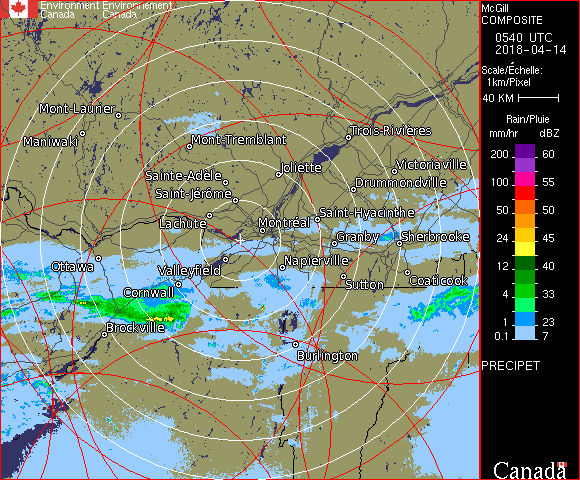 Environment Environnement
Canada Canada
McGill
COMPOSITE
0540 UTC
2018-04-14
Scale/Échelle:
1km/Pixel
40 KM
Rain/Pluie
mm/hr dBZ
200 60
100 55
50 50
24 45
12 40
4 33
1 23
0.1 7
PRECIPET
Canada
Mont-Laurier
Maniwaki
Mont-Tremblant
Trois-Rivières
Joliette
Victoriaville
Sainte-Adèle
Drummondville
Saint-Jérôme
Saint-Hyacinthe
Lachute
Montréal
Granby
Sherbrooke
Ottawa
Valleyfield
Napierville
Sutton
Coaticook
Cornwall
Brockville
Burlington